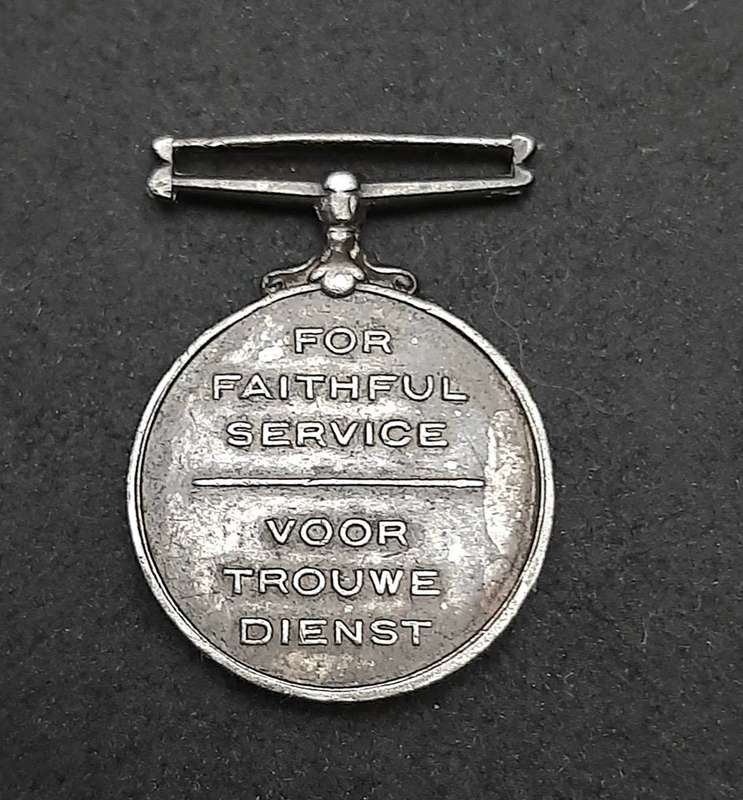 FOR
FAITHFUL
SERVICE
VOOR
TROUWE
DIENST